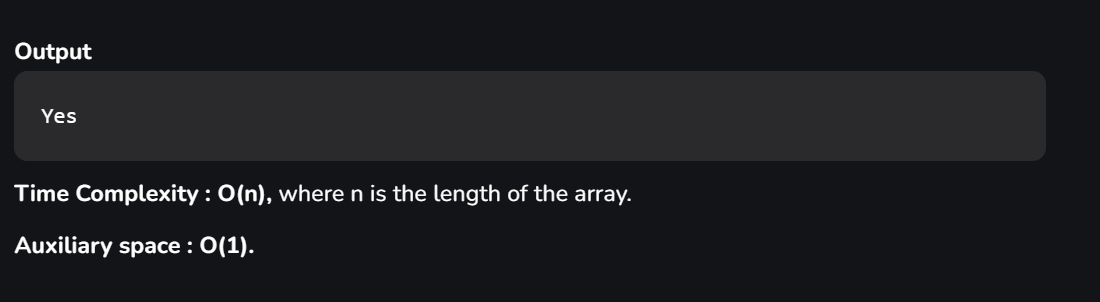 Output
Yes
Time Complexity : O(n), where n is the length of the array.
Auxiliary space : O(1).